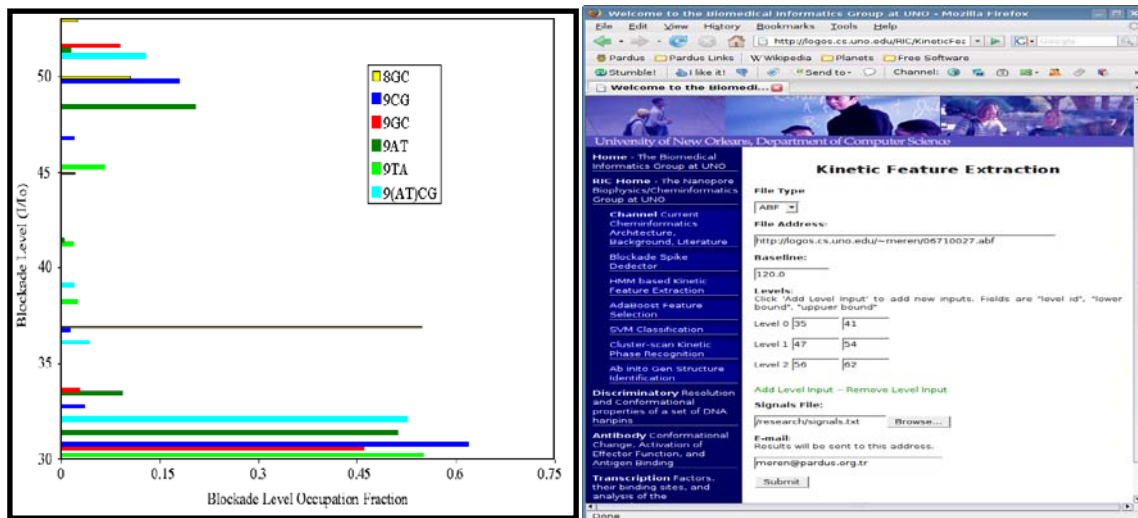 Blockade Level (I/Io)
50
45
40
35
30
8GC
9CG
9GC
9AT
9TA
9(AT)CG
0
0.15
0.3
0.45
0.6
0.75
Blockade Level Occupation Fraction
Welcome to the Biomedical Informatics Group at UNO - Mozilla Firefox
File Edit View History Bookmarks Tools Help
http://logos.cs.uno.edu/RIC/KineticFea
Pardus Pardus Links Wikipedia Planets Free Software
Stumble! I like it! Send to Channel:
Welcome to the Biomedi...
University of New Orleans, Department of Computer Science
Home - The Biomedical
Informatics Group at UNO
RIC Home - The Nanopore
Biophysics/Cheminformatics
Group at UNO
Channel Current
Cheminformatics
Architecture,
Background, Literature
Blockade Spike
Dedector
HMM based Kinetic
Feature Extraction
AdaBoost Feature
Selection
SVM Classification
Cluster-scan Kinetic
Phase Recognition
Ab Inito Gen Structure
Identification
Discriminatory Resolution
and Conformational
properties of a set of DNA
haripins
Antibody Conformational
Change, Activation of
Effector Function, and
Antigen Binding
Transcription Factors,
their binding sites, and
analysis of the
Kinetic Feature Extraction
File Type
ABF
File Address:
http://logos.cs.uno.edu/~meren/06710027.abf
Baseline:
120.0
Levels:
Click 'Add Level Input' to add new inputs. Fields are "level id", "lower
bound", "uppuer bound"
Level 0 35 41
Level 1 47 54
Level 2 56 62
Add Level Input - Remove Level Input
Signals File:
/research/signals.txt Browse...
E-mail:
Results will be sent to this address.
meren@pardus.org.tr
Submit
Done